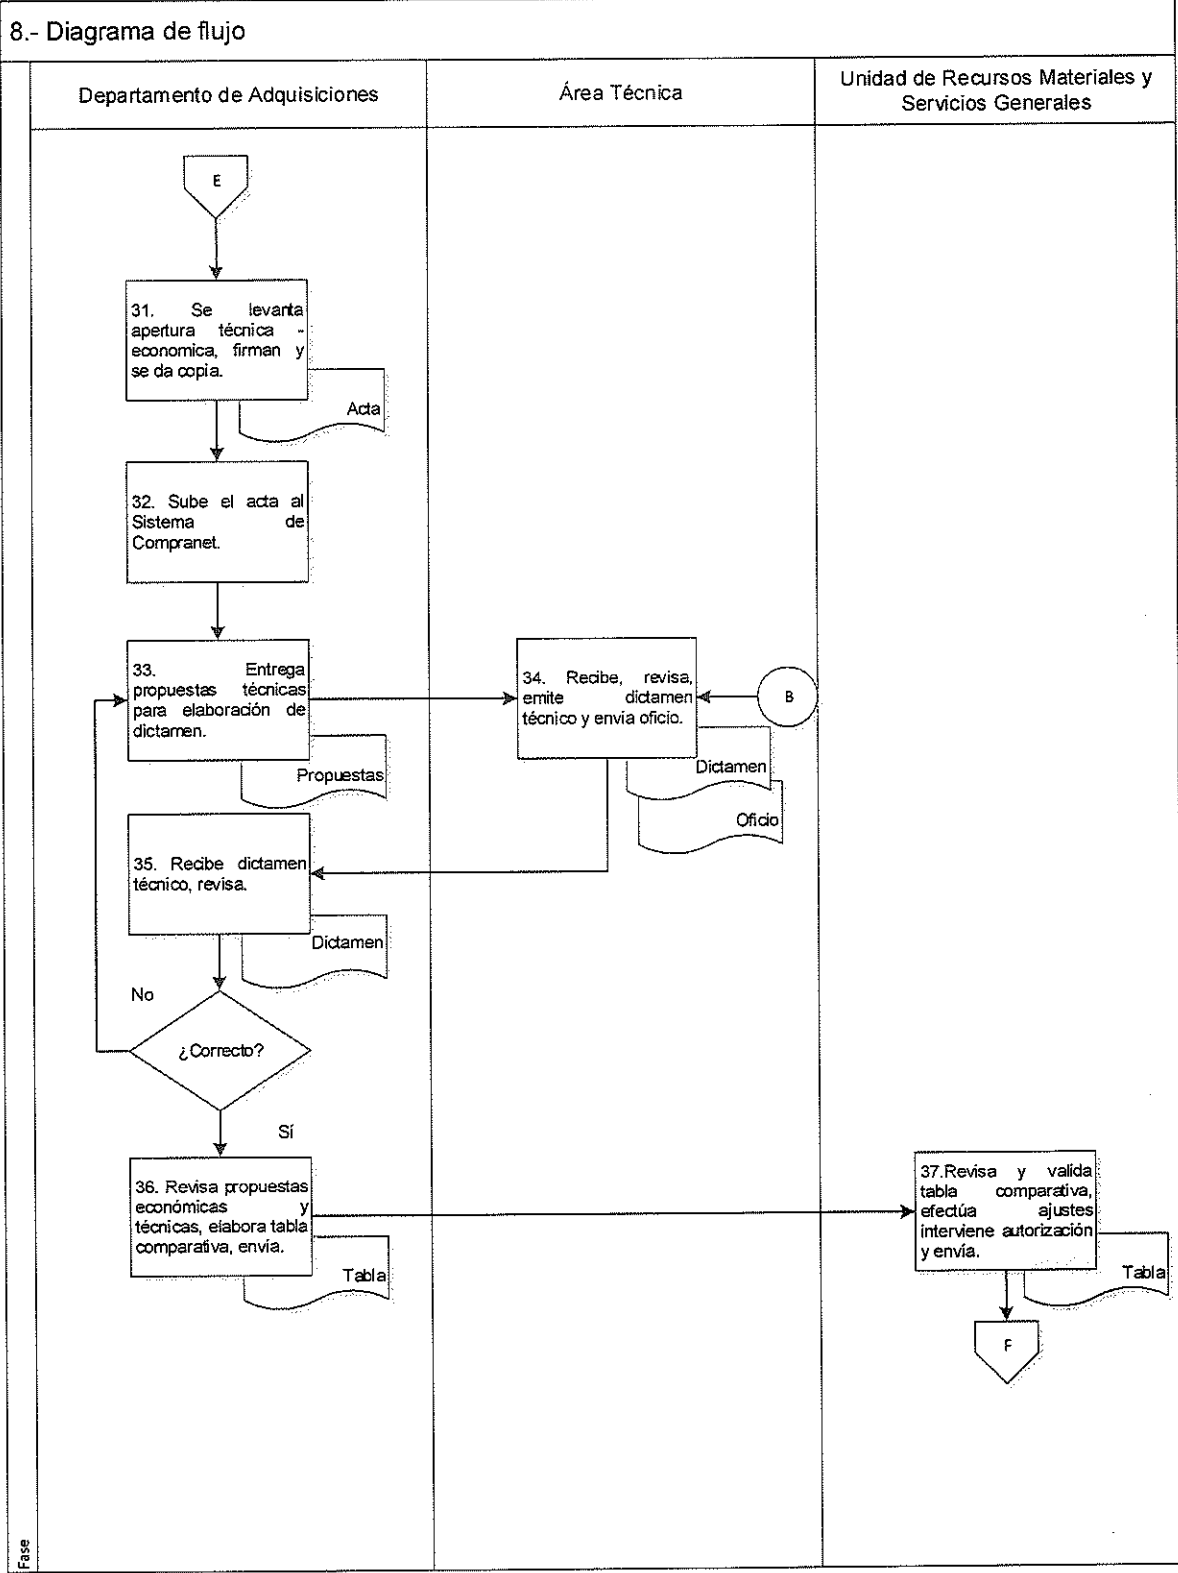 8.- Diagrama de flujo
Departamento de Adquisiciones
Área Técnica
Unidad de Recursos Materiales y
Servicios Generales
E
31. Se levanta
apertura técnica -
economica, firman y
se da copia.
Acta
32. Sube el acta al
Sistema de
Compranet.
33. Entrega
propuestas técnicas
para elaboración de
dictamen.
Propuestas
34. Recibe, revisa,
emite dictamen
técnico y envia oficio.
B
Dictamen
Oficio
35. Recibe dictamen
técnico, revisa.
Dictamen
No
¿Correcto?
Sí
36. Revisa propuestas
económicas y
técnicas, elabora tabla
comparativa, envía.
Tabla
37.Revisa y valida
tabla comparativa,
efectúa ajustes
interviene autorización
y envía.
Tabla
F
Fase